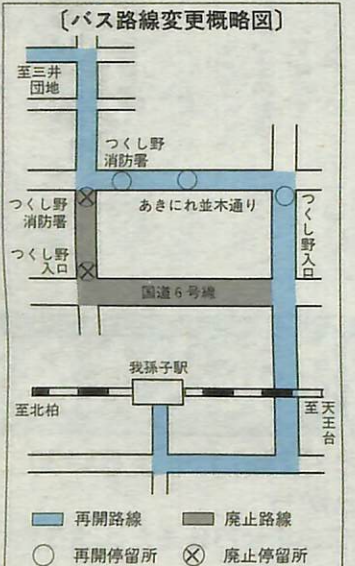 〔バス路線変更概略図〕
至三井
団地
つくし野
消防署
つくし野
消防署
あきにれ並木通り
つくし野入口
つくし野
入口
国道6号線
我孫子駅
至北柏
至天王台
再開路線
廃止路線
再開停留所
廃止停留所